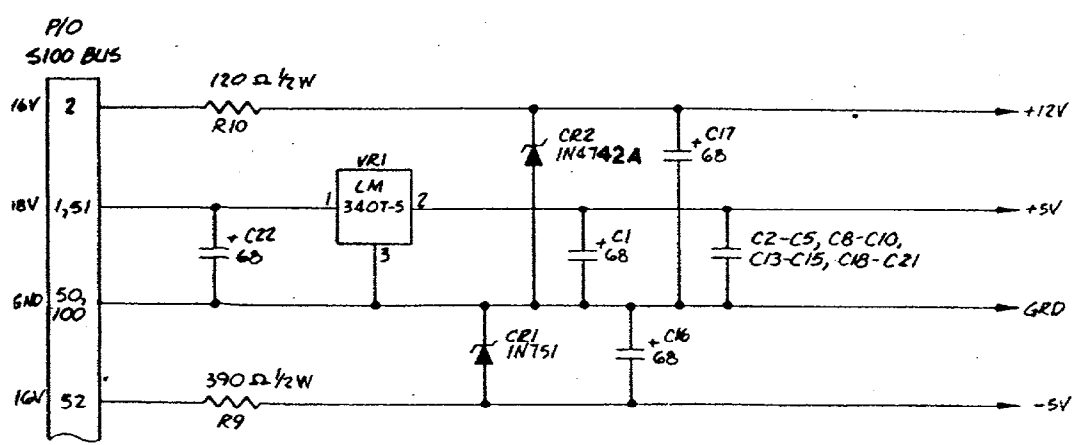 P/O
S100 BUS
120 Ω 1/2W
16V
2
R10
+12V
CR2
1N4742A
+ C17
68
VR1
LM
340T-5
1
2
3
18V
1,51
+5V
+ C22
68
+ C1
68
C2-C5, C8-C10,
C13-C15, C18-C21
GND
50,
100
GRD
CR1
1N751
+ C16
68
390 Ω 1/2W
16V
52
R9
-5V